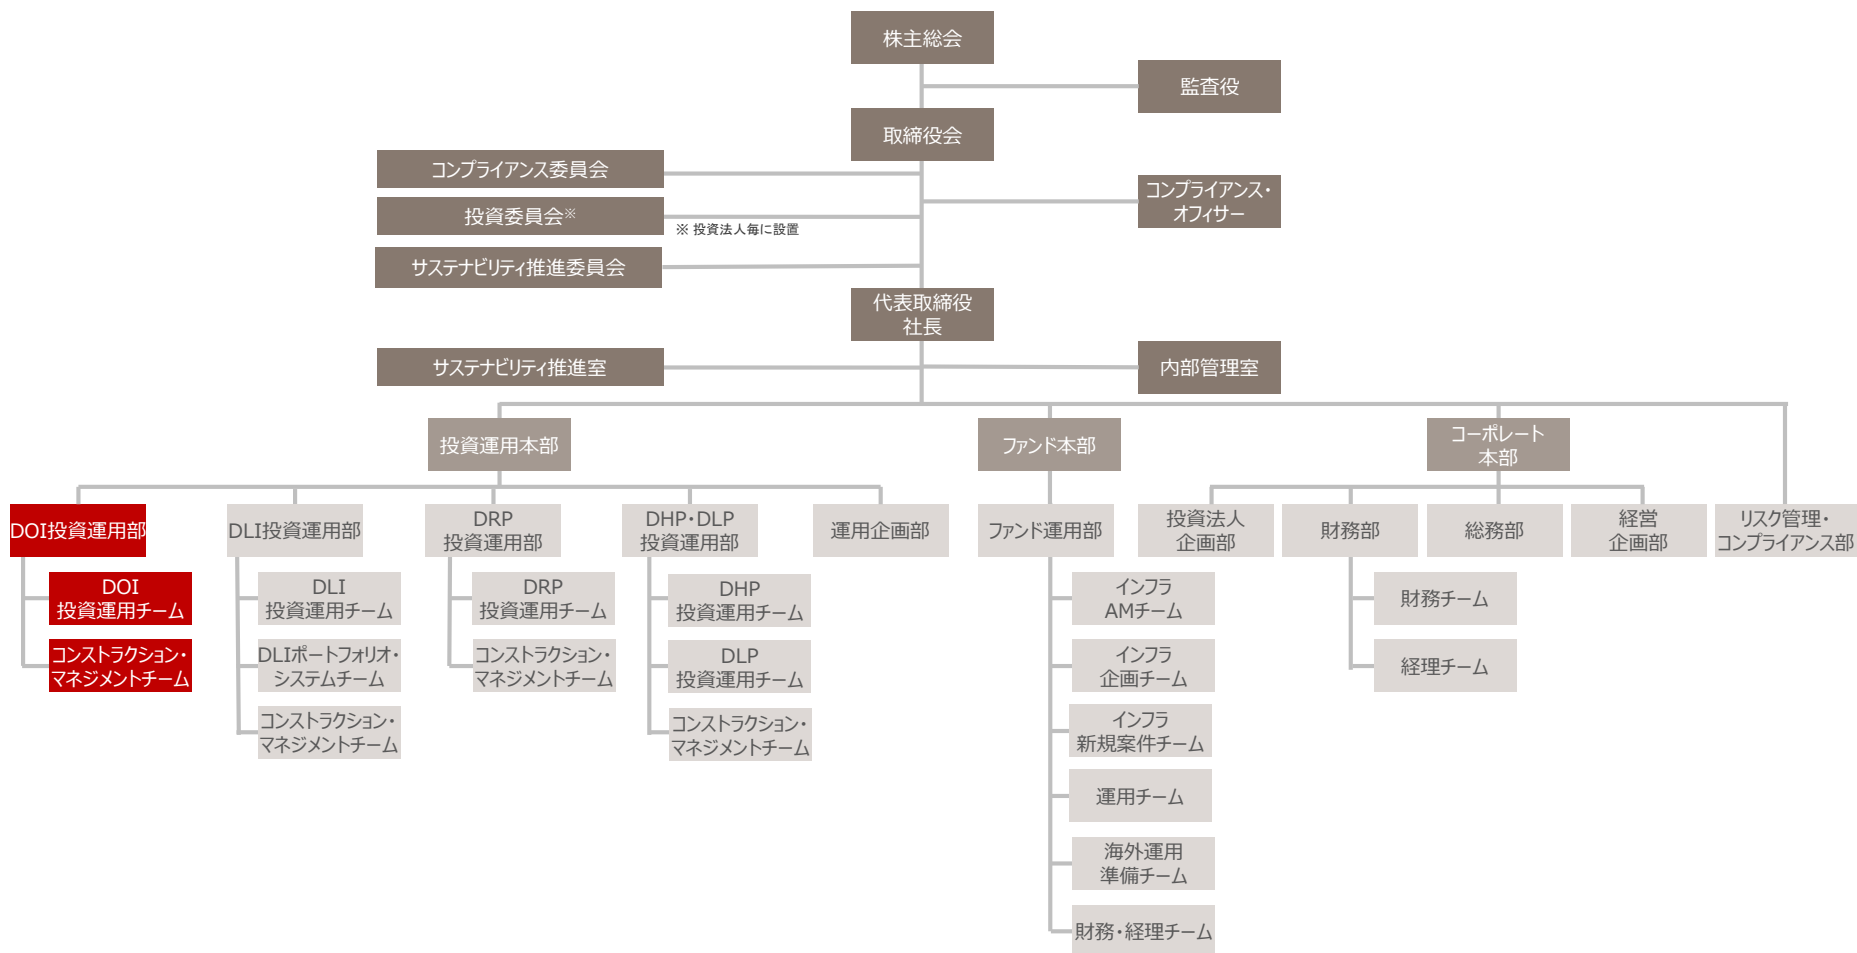 株主総会
監査役
取締役会
コンプライアンス委員会
コンプライアンス・
オフィサー
投資委員会※
※ 投資法人毎に設置
サステナビリティ推進委員会
代表取締役
社長
サステナビリティ推進室
内部管理室
投資運用本部
ファンド本部
コーポレート
本部
DOI投資運用部
DLI投資運用部
DRP
投資運用部
DHP・DLP
投資運用部
運用企画部
ファンド運用部
投資法人
企画部
財務部
総務部
経営
企画部
リスク管理・
コンプライアンス部
DOI
投資運用チーム
コンストラクション・
マネジメントチーム
DLI
投資運用チーム
DLIポートフォリオ・
システムチーム
コンストラクション・
マネジメントチーム
DRP
投資運用チーム
コンストラクション・
マネジメントチーム
DHP
投資運用チーム
DLP
投資運用チーム
コンストラクション・
マネジメントチーム
インフラ
AMチーム
インフラ
企画チーム
インフラ
新規案件チーム
運用チーム
海外運用
準備チーム
財務・経理チーム
財務チーム
経理チーム